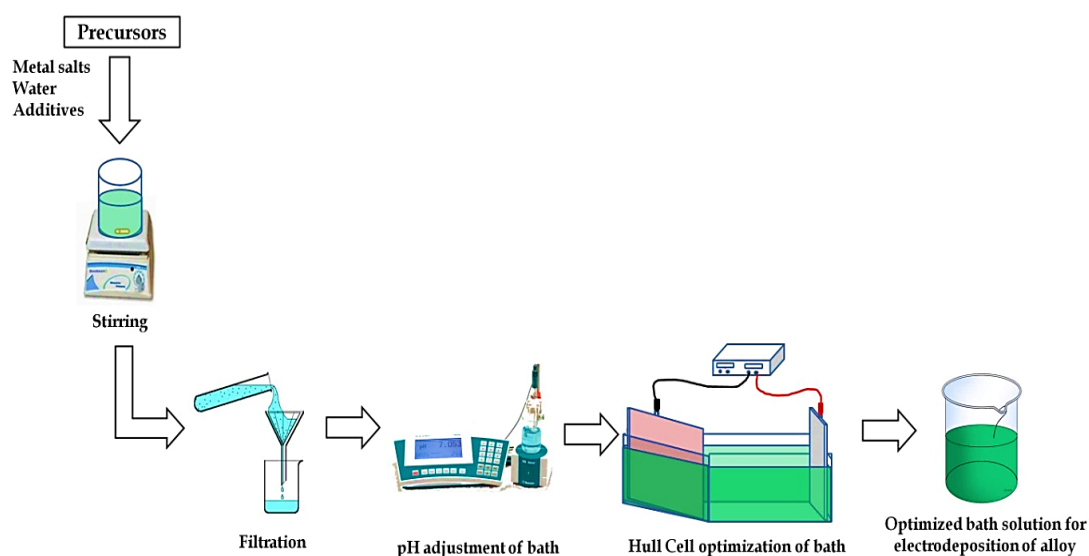 Precursors
Metal salts
Water
Additives
Stirring
Filtration
pH adjustment of bath
Hull Cell optimization of bath
Optimized bath solution for
electrodeposition of alloy